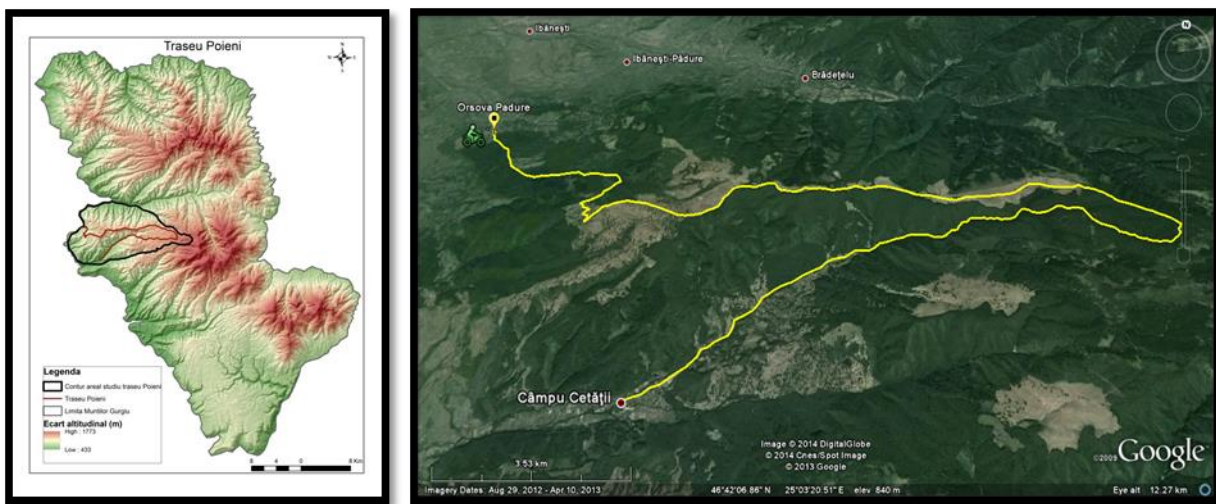 Traseu Poieni
N
Legenda
Contur areal studiu traseu Poieni
Traseu Poieni
Limita Muntilor Gurgiu
Ecart altitudinal (m)
High : 1773
Low : 433
8 Km
Ibănești
Ibănești-Pădure
Brădețelu
Orsova Padure
N
Câmpu Cetății
3.53 km
Image © 2014 DigitalGlobe
© 2014 Cnes/Spot Image
© 2013 Google
©2009 Google
Imagery Dates: Aug 29, 2012 - Apr 10, 2013
46°42'06.86" N 25°03'20.51" E elev 840 m
Eye alt 12.27 km